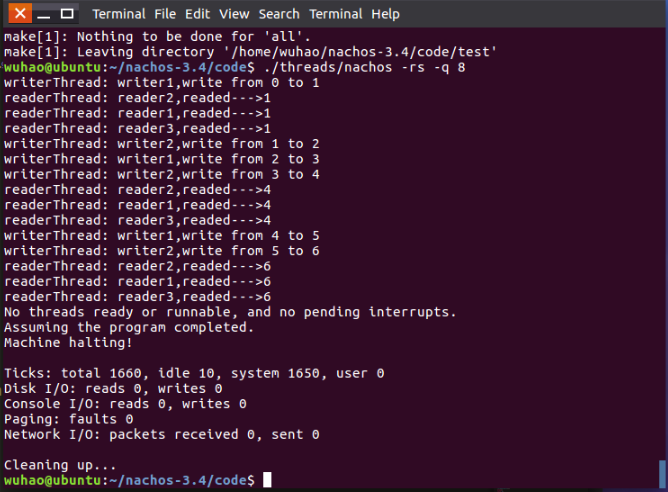 Terminal File Edit View Search Terminal Help
make[1]: Nothing to be done for 'all'.
make[1]: Leaving directory '/home/wuhao/nachos-3.4/code/test'
wuhao@ubuntu:~/nachos-3.4/code$ ./threads/nachos -rs -q 8
writerThread: writer1,write from 0 to 1
readerThread: reader2,readed--->1
readerThread: reader1,readed--->1
readerThread: reader3,readed--->1
writerThread: writer2,write from 1 to 2
writerThread: writer1,write from 2 to 3
writerThread: writer2,write from 3 to 4
readerThread: reader2,readed--->4
readerThread: reader1,readed--->4
readerThread: reader3,readed--->4
writerThread: writer1,write from 4 to 5
writerThread: writer2,write from 5 to 6
readerThread: reader2,readed--->6
readerThread: reader1,readed--->6
readerThread: reader3,readed--->6
No threads ready or runnable, and no pending interrupts.
Assuming the program completed.
Machine halting!
Ticks: total 1660, idle 10, system 1650, user 0
Disk I/O: reads 0, writes 0
Console I/O: reads 0, writes 0
Paging: faults 0
Network I/O: packets received 0, sent 0
Cleaning up...
wuhao@ubuntu:~/nachos-3.4/code$